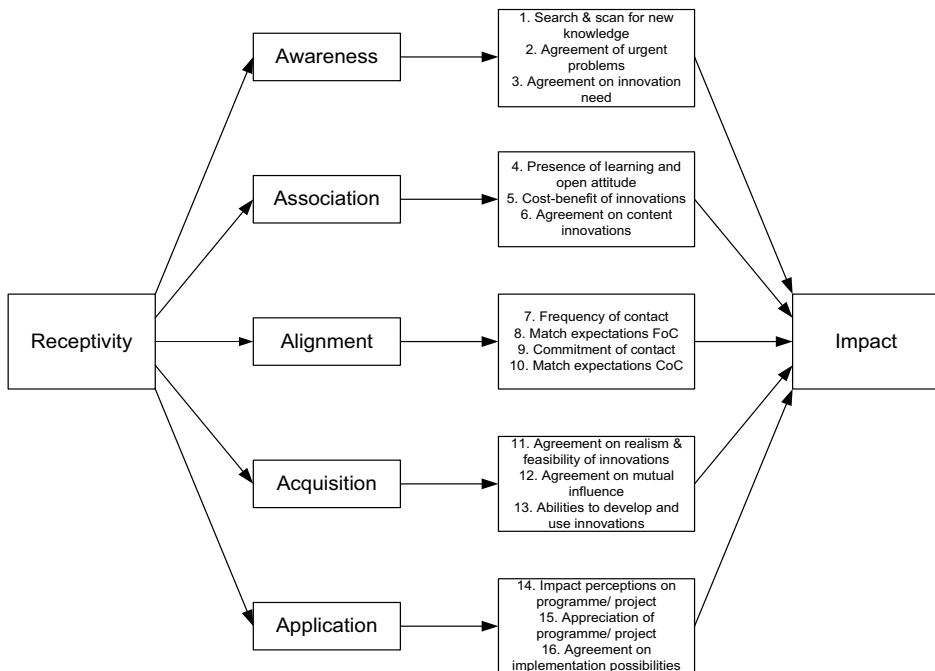 Receptivity
Awareness
1. Search & scan for new
knowledge
2. Agreement of urgent
problems
3. Agreement on innovation
need
Association
4. Presence of learning and
open attitude
5. Cost-benefit of innovations
6. Agreement on content
innovations
Alignment
7. Frequency of contact
8. Match expectations FoC
9. Commitment of contact
10. Match expectations CoC
Acquisition
11. Agreement on realism &
feasibility of innovations
12. Agreement on mutual
influence
13. Abilities to develop and
use innovations
Application
14. Impact perceptions on
programme/ project
15. Appreciation of
programme/ project
16. Agreement on
implementation possibilities
Impact